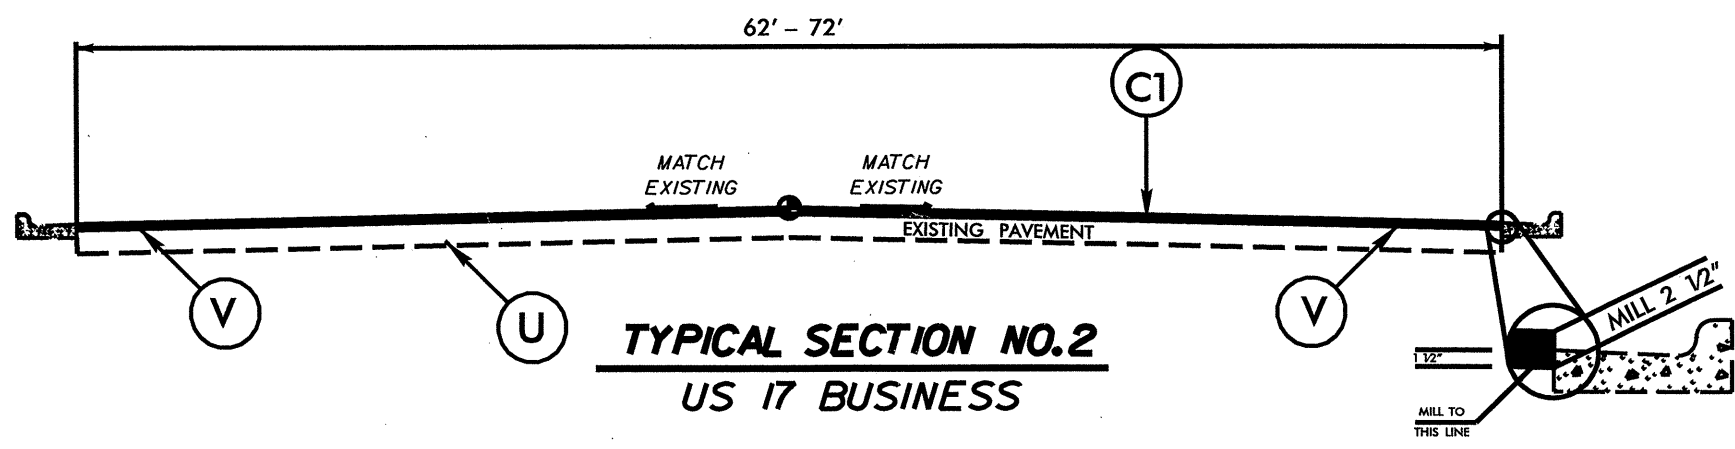 62' – 72'
C1
MATCH
EXISTING
MATCH
EXISTING
EXISTING PAVEMENT
V
U
V
MILL 2 1/2"
1 1/2"
TYPICAL SECTION NO.2
US 17 BUSINESS
MILL TO
THIS LINE